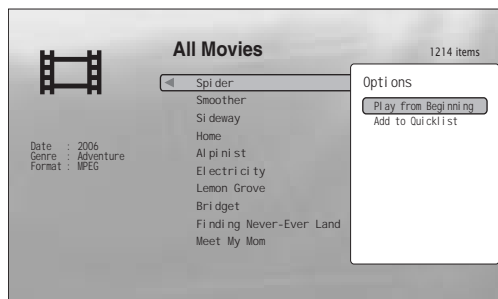 All Movies
1214 items
Spider
Smoother
Sideway
Home
Alpinist
Electricity
Lemon Grove
Bridget
Finding Never-Ever Land
Meet My Mom
Date : 2006
Genre : Adventure
Format : MPEG
Options
Play from Beginning
Add to Quicklist